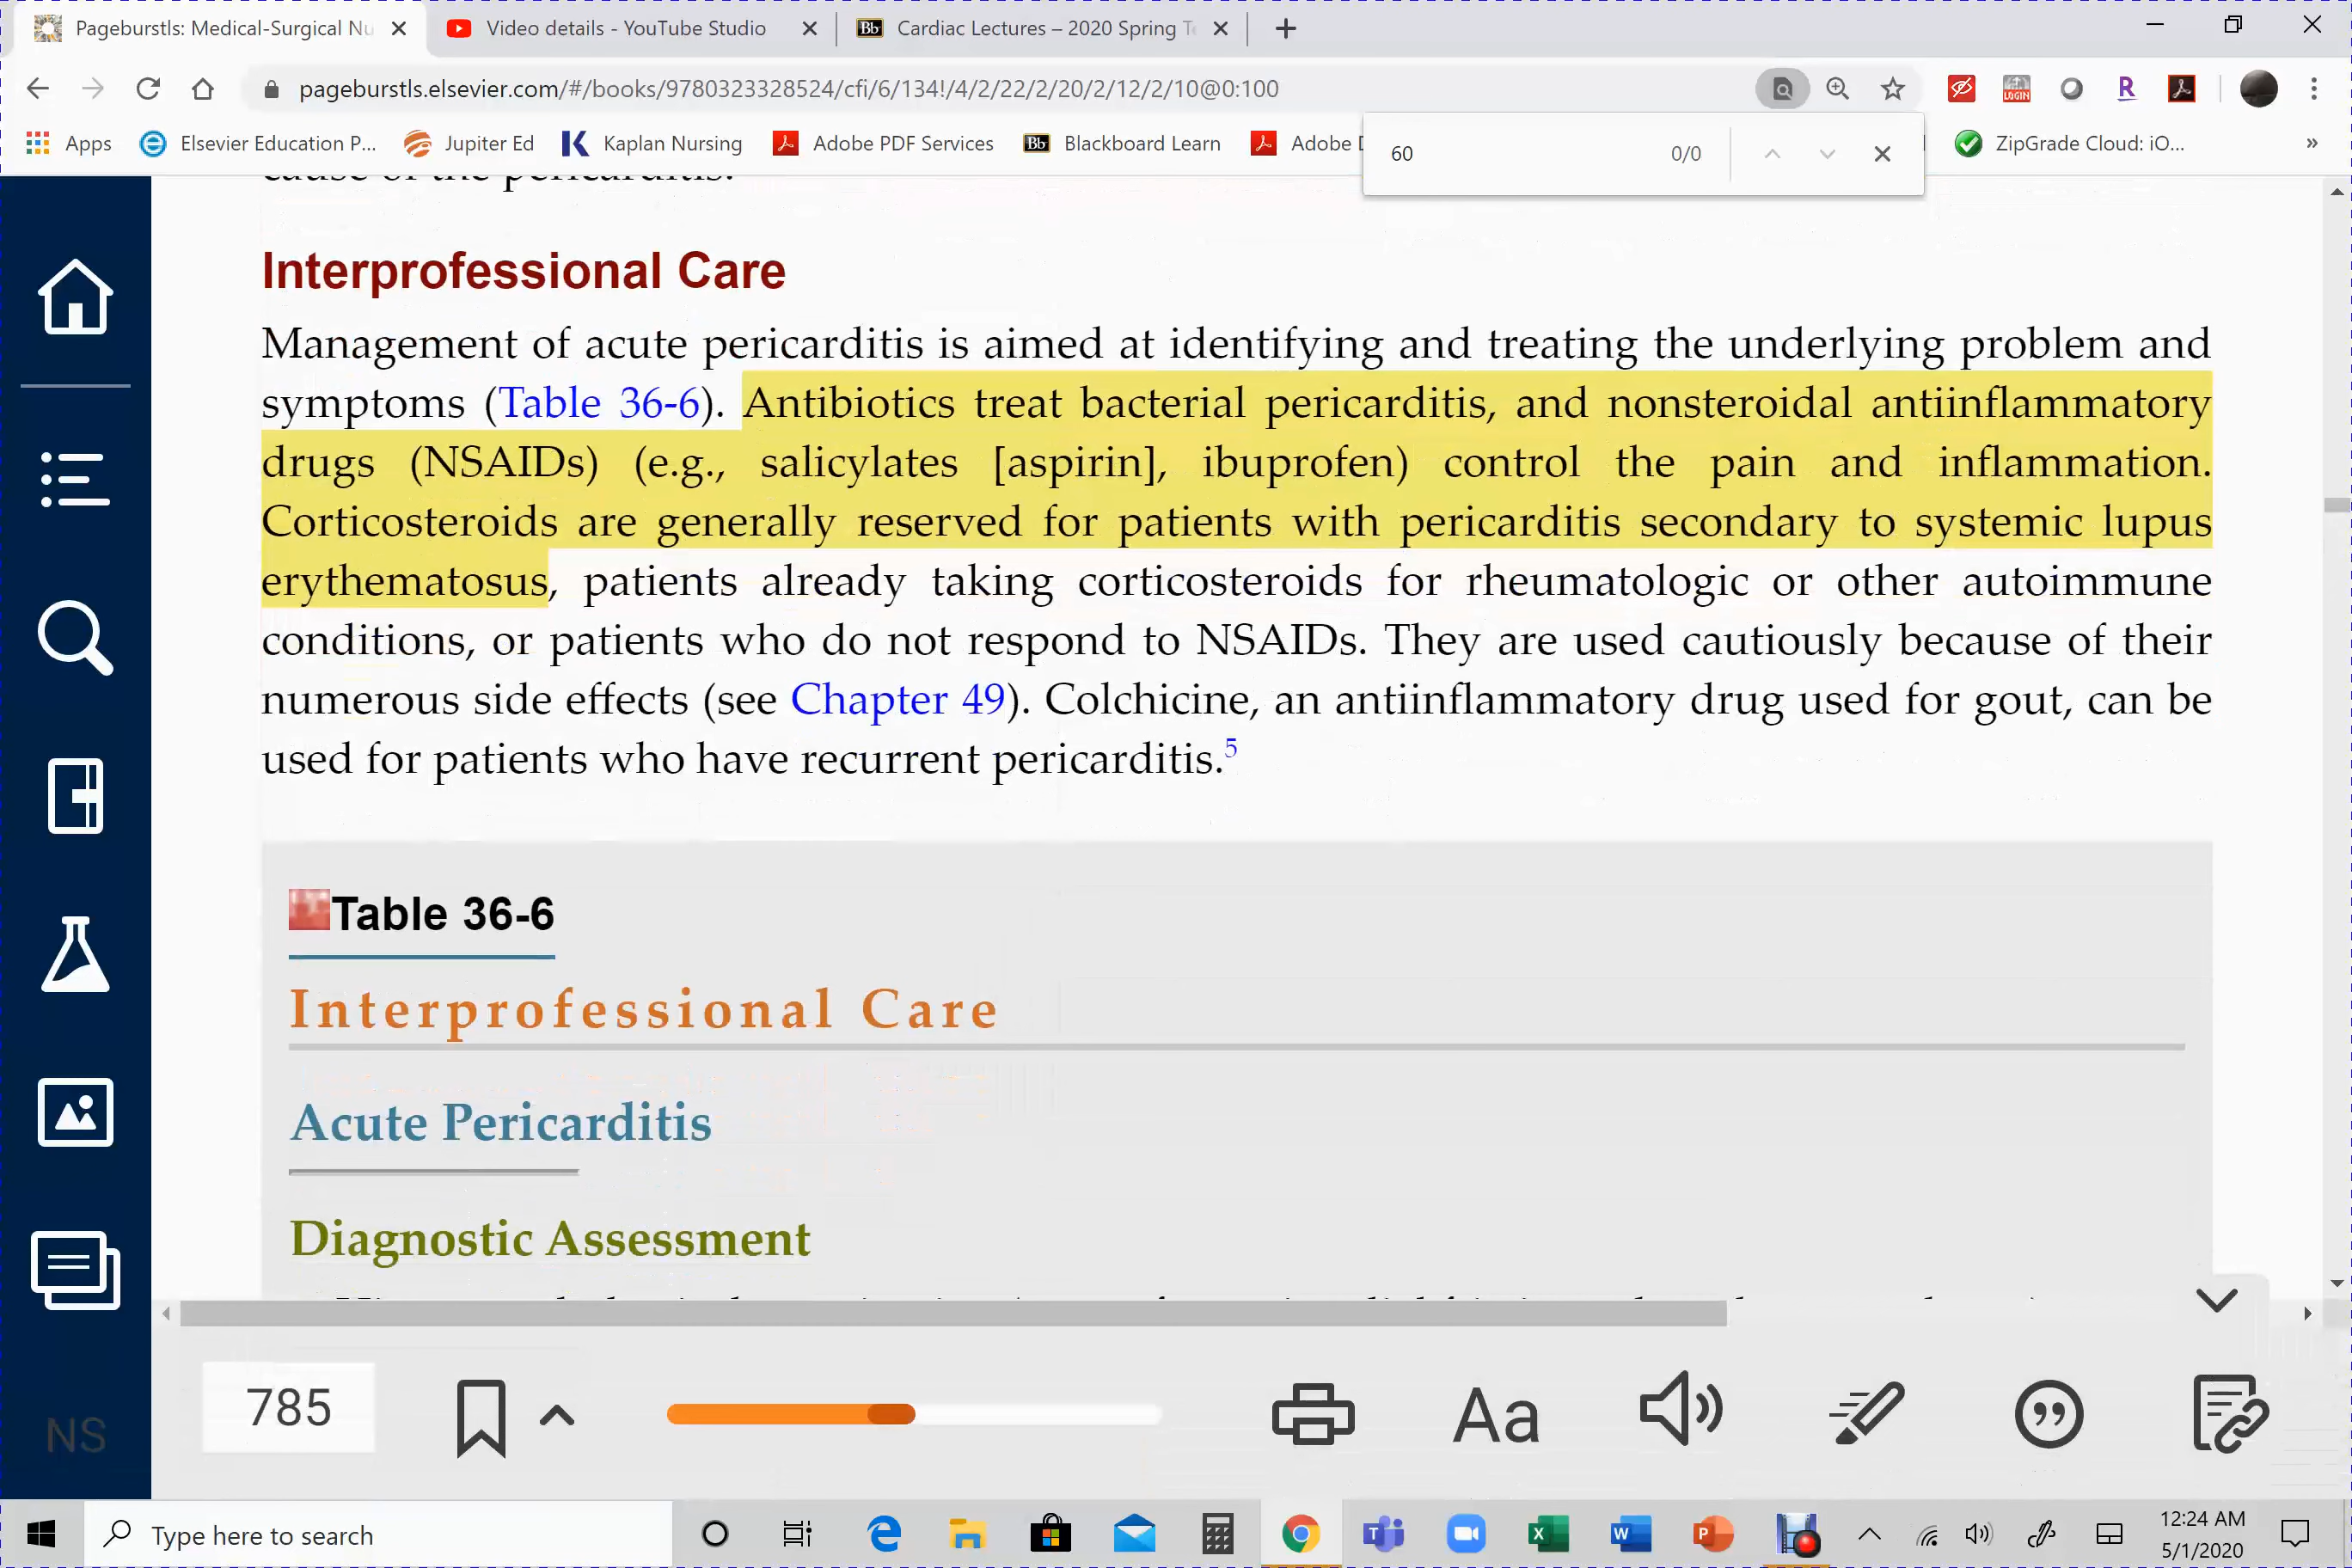 Pageburstls: Medical-Surgical Nu
Video details - YouTube Studio
Bb Cardiac Lectures – 2020 Spring Te
pageburstls.elsevier.com/#/books/9780323328524/cfi/6/134!/4/2/22/2/20/2/12/2/10@0:100
LOGIN
R
Apps
Elsevier Education P...
Jupiter Ed
Kaplan Nursing
Adobe PDF Services
Bb Blackboard Learn
Adobe
60 0/0
ZipGrade Cloud: iO...
»
cause of the pericarditis.
Interprofessional Care
Management of acute pericarditis is aimed at identifying and treating the underlying problem and
symptoms (Table 36-6). Antibiotics treat bacterial pericarditis, and nonsteroidal antiinflammatory
drugs (NSAIDs) (e.g., salicylates [aspirin], ibuprofen) control the pain and inflammation.
Corticosteroids are generally reserved for patients with pericarditis secondary to systemic lupus
erythematosus, patients already taking corticosteroids for rheumatologic or other autoimmune
conditions, or patients who do not respond to NSAIDs. They are used cautiously because of their
numerous side effects (see Chapter 49). Colchicine, an antiinflammatory drug used for gout, can be
used for patients who have recurrent pericarditis.5
Table 36-6
Interprofessional Care
Acute Pericarditis
Diagnostic Assessment
785
Aa
NS
Type here to search
12:24 AM
5/1/2020